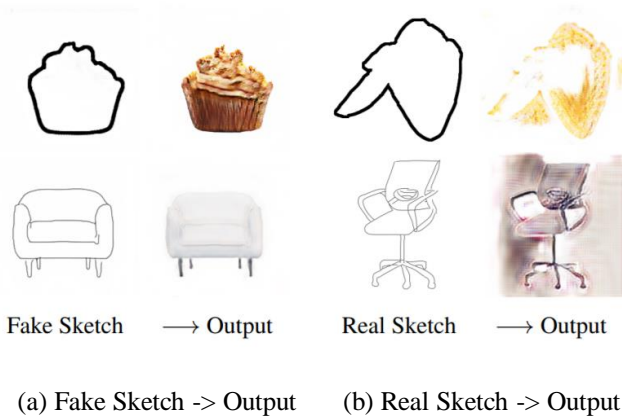 Fake Sketch → Output Real Sketch → Output
(a) Fake Sketch -> Output (b) Real Sketch -> Output